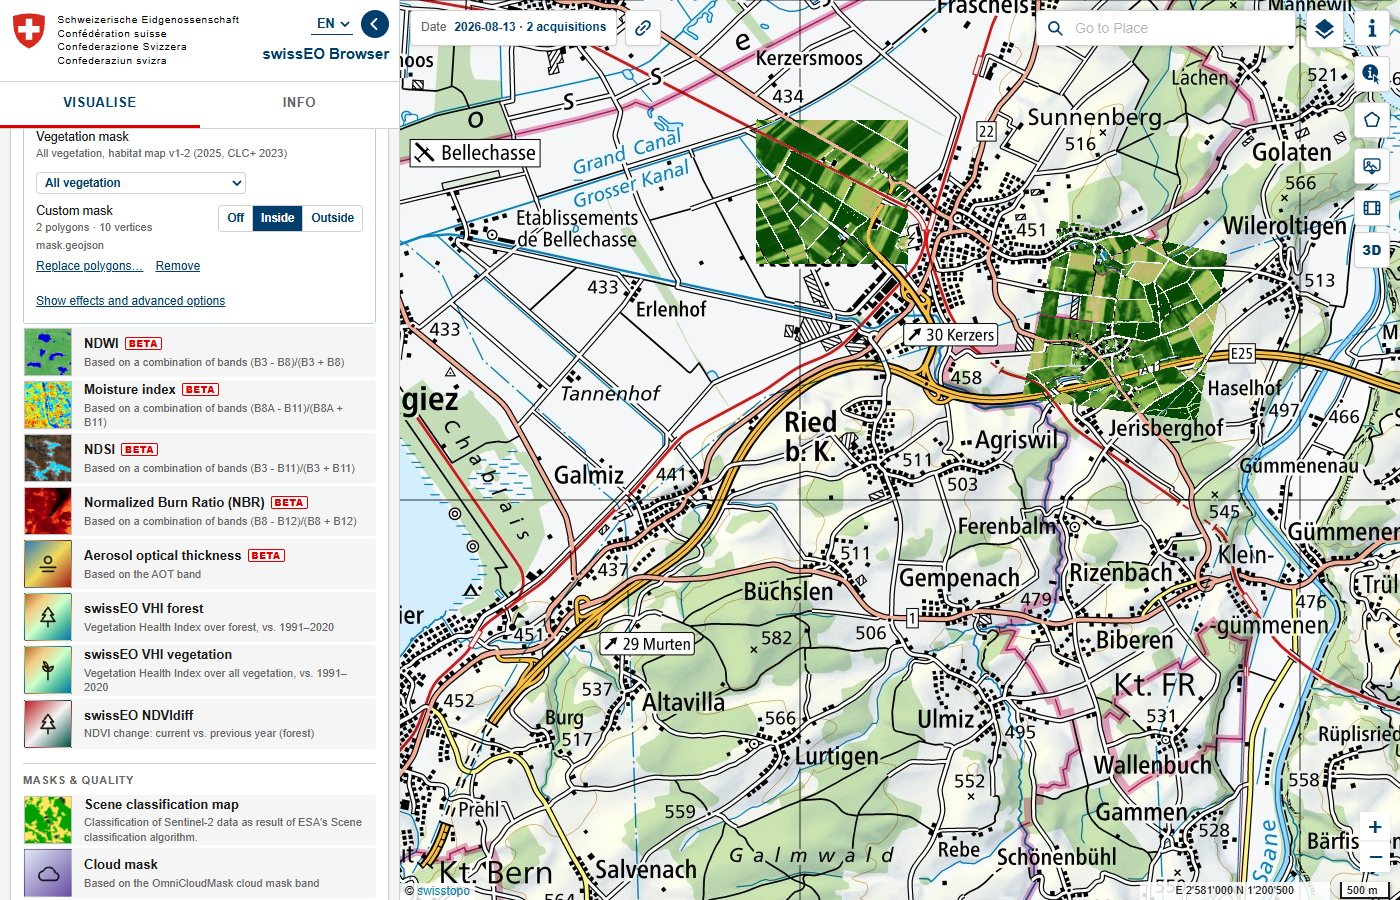 Schweizerische Eidgenossenschaft
Confédération suisse
Confederazione Svizzera
Confederaziun svizra
EN
swissEO Browser
VISUALISE
INFO
Vegetation mask
All vegetation, habitat map v1-2 (2025, CLC+ 2023)
All vegetation
Custom mask
2 polygons · 10 vertices
mask.geojson
Off
Inside
Outside
Replace polygons…
Remove
Show effects and advanced options
NDWI BETA
Based on a combination of bands (B3 - B8)/(B3 + B8)
Moisture index BETA
Based on a combination of bands (B8A - B11)/(B8A +
B11)
NDSI BETA
Based on a combination of bands (B3 - B11)/(B3 + B11)
Normalized Burn Ratio (NBR) BETA
Based on a combination of bands (B8 - B12)/(B8 + B12)
Aerosol optical thickness BETA
Based on the AOT band
swissEO VHI forest
Vegetation Health Index over forest, vs. 1991–2020
swissEO VHI vegetation
Vegetation Health Index over all vegetation, vs. 1991–
2020
swissEO NDVIdiff
NDVI change: current vs. previous year (forest)
MASKS & QUALITY
Scene classification map
Classification of Sentinel-2 data as result of ESA's Scene
classification algorithm.
Cloud mask
Based on the OmniCloudMask cloud mask band
Date 2026-08-13 · 2 acquisitions
Go to Place
3D
Fräschels
Kerzersmoos
434
Lachen
521
Sunnenberg
516
22
Golaten
566
Bellechasse
Grand Canal
Grosser Kanal
Etablissements
de Bellechasse
451
Wileroltigen
513
433
Erlenhof
433
30 Kerzers
E25
458
Tannenhof
Haselhof
497
466
Chablais
Ried
b. K.
Agriswil
Jerisberghof
Galmiz
441
511
503
Gümmenenau
545
Ferenbalm
437
511
Büchslen
Gempenach
479
Rizenbach
Klein-
gümmenen
476
451
29 Murten
582
506
1
Biberen
452
537
Altavilla
Kt. FR
Burg
517
566
Ulmiz
495
531
Lurtigen
Wallenbuch
Rüplisried
552
558
559
Prehl
Gammen
528
Galmwald
Rebe
Schönenbühl
Saane
Kt. Bern
Salvenach
564
© swisstopo
E 2'581'000 N 1'200'500
500 m